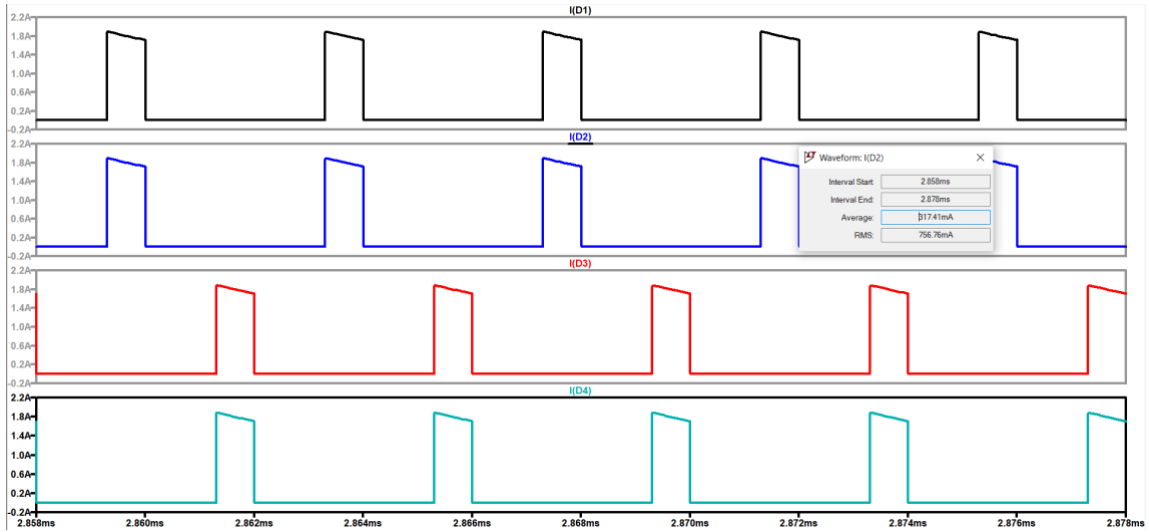 I(D1)
2.2A
1.8A
1.4A
1.0A
0.6A
0.2A
-0.2A
I(D2)
2.2A
1.8A
1.4A
1.0A
0.6A
0.2A
-0.2A
Waveform: I(D2)
Interval Start: 2.858ms
Interval End: 2.878ms
Average: 317.41mA
RMS: 756.76mA
I(D3)
2.2A
1.8A
1.4A
1.0A
0.6A
0.2A
-0.2A
I(D4)
2.2A
1.8A
1.4A
1.0A
0.6A
0.2A
-0.2A
2.858ms 2.860ms 2.862ms 2.864ms 2.866ms 2.868ms 2.870ms 2.872ms 2.874ms 2.876ms 2.878ms